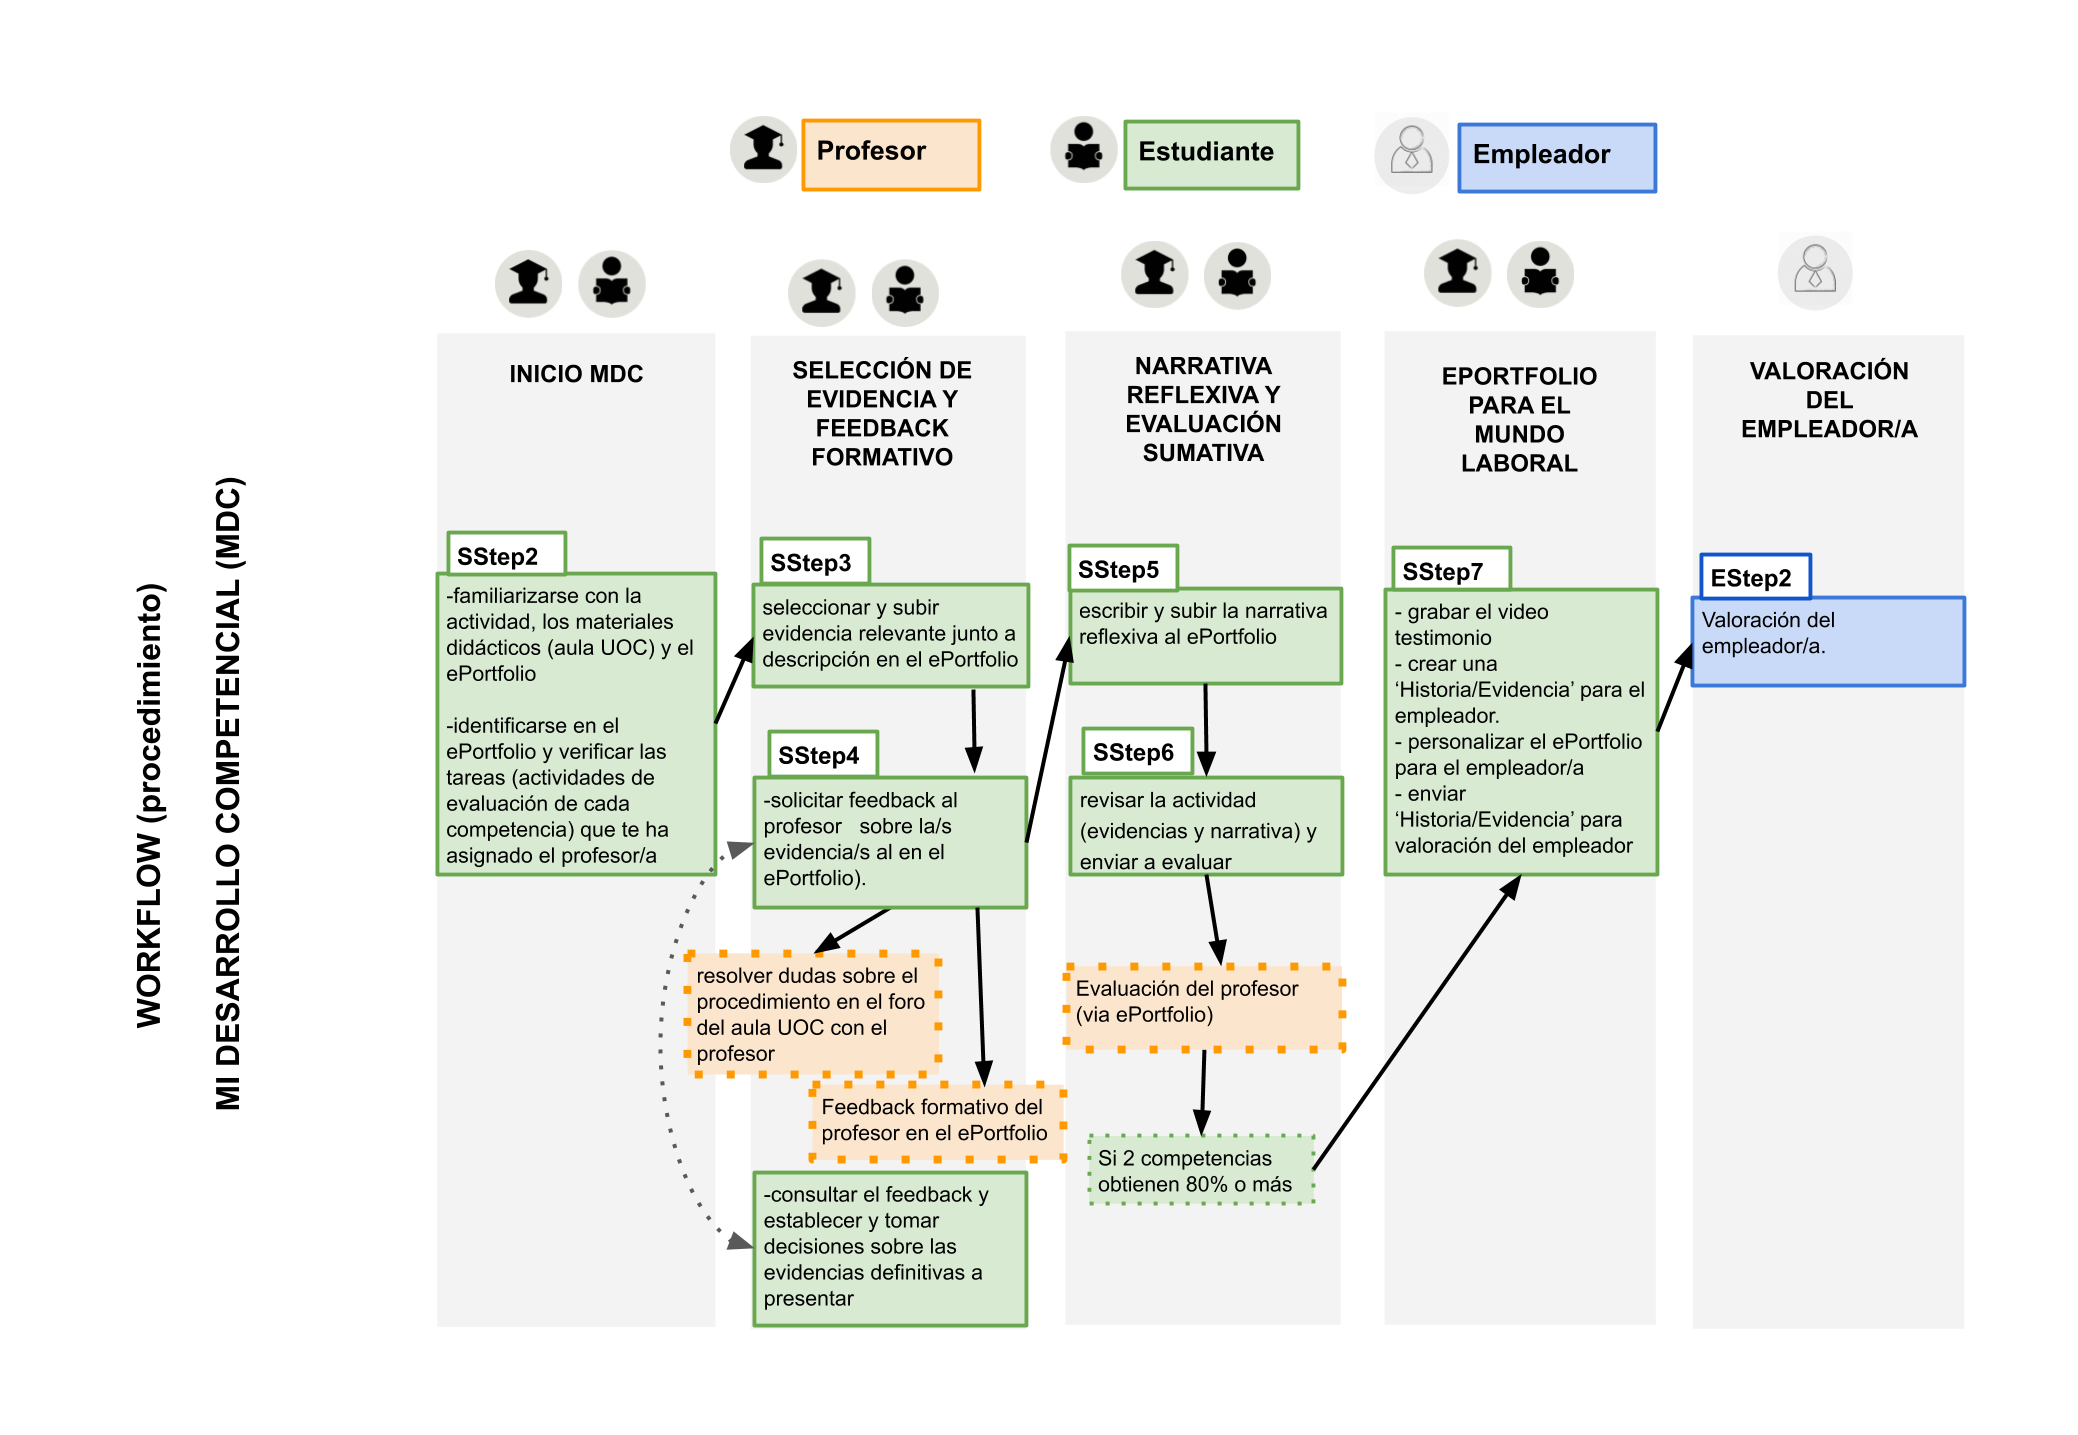 Profesor
Estudiante
Empleador
WORKFLOW (procedimiento)
MI DESARROLLO COMPETENCIAL (MDC)
INICIO MDC
SStep2
-familiarizarse con la
actividad, los materiales
didácticos (aula UOC) y el
ePortfolio
-identificarse en el
ePortfolio y verificar las
tareas (actividades de
evaluación de cada
competencia) que te ha
asignado el profesor/a
SELECCIÓN DE
EVIDENCIA Y
FEEDBACK
FORMATIVO
SStep3
seleccionar y subir
evidencia relevante junto a
descripción en el ePortfolio
SStep4
-solicitar feedback al
profesor sobre la/s
evidencia/s al en el
ePortfolio).
resolver dudas sobre el
procedimiento en el foro
del aula UOC con el
profesor
Feedback formativo del
profesor en el ePortfolio
-consultar el feedback y
establecer y tomar
decisiones sobre las
evidencias definitivas a
presentar
NARRATIVA
REFLEXIVA Y
EVALUACIÓN
SUMATIVA
SStep5
escribir y subir la narrativa
reflexiva al ePortfolio
SStep6
revisar la actividad
(evidencias y narrativa) y
enviar a evaluar
Evaluación del profesor
(via ePortfolio)
Si 2 competencias
obtienen 80% o más
EPORTFOLIO
PARA EL
MUNDO
LABORAL
SStep7
- grabar el video
testimonio
- crear una
‘Historia/Evidencia’ para el
empleador.
- personalizar el ePortfolio
para el empleador/a
- enviar
‘Historia/Evidencia’ para
valoración del empleador
VALORACIÓN
DEL
EMPLEADOR/A
EStep2
Valoración del
empleador/a.